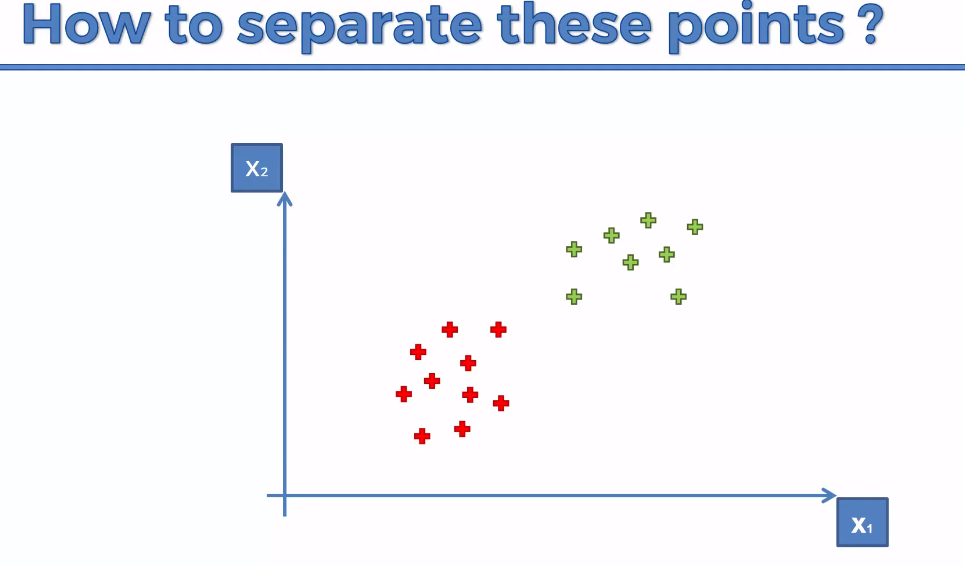 How to separate these points ?
X₂
X₁